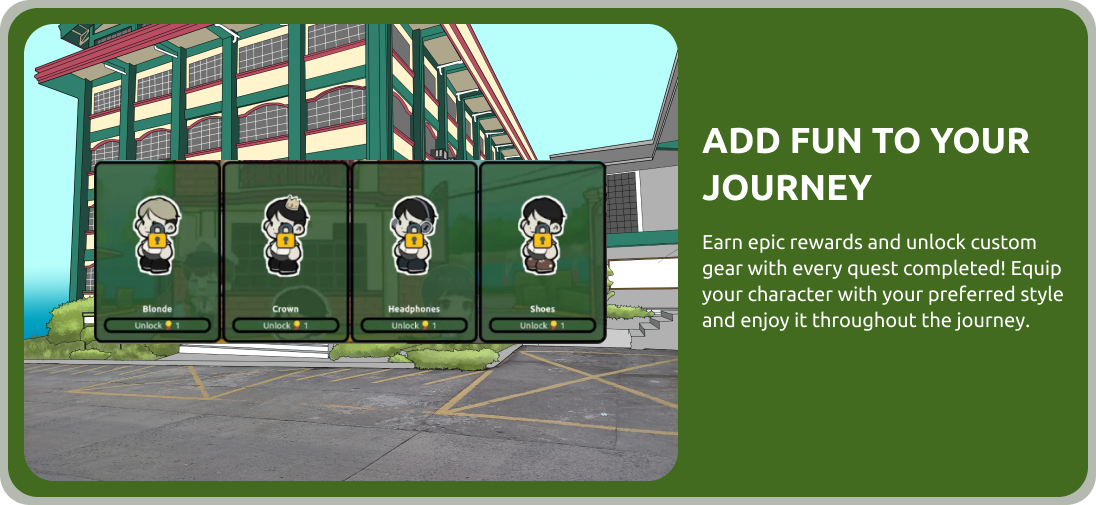 ADD FUN TO YOUR
JOURNEY
Earn epic rewards and unlock custom
gear with every quest completed! Equip
your character with your preferred style
and enjoy it throughout the journey.
Blonde
Unlock 1
Crown
Unlock 1
Headphones
Unlock 1
Shoes
Unlock 1